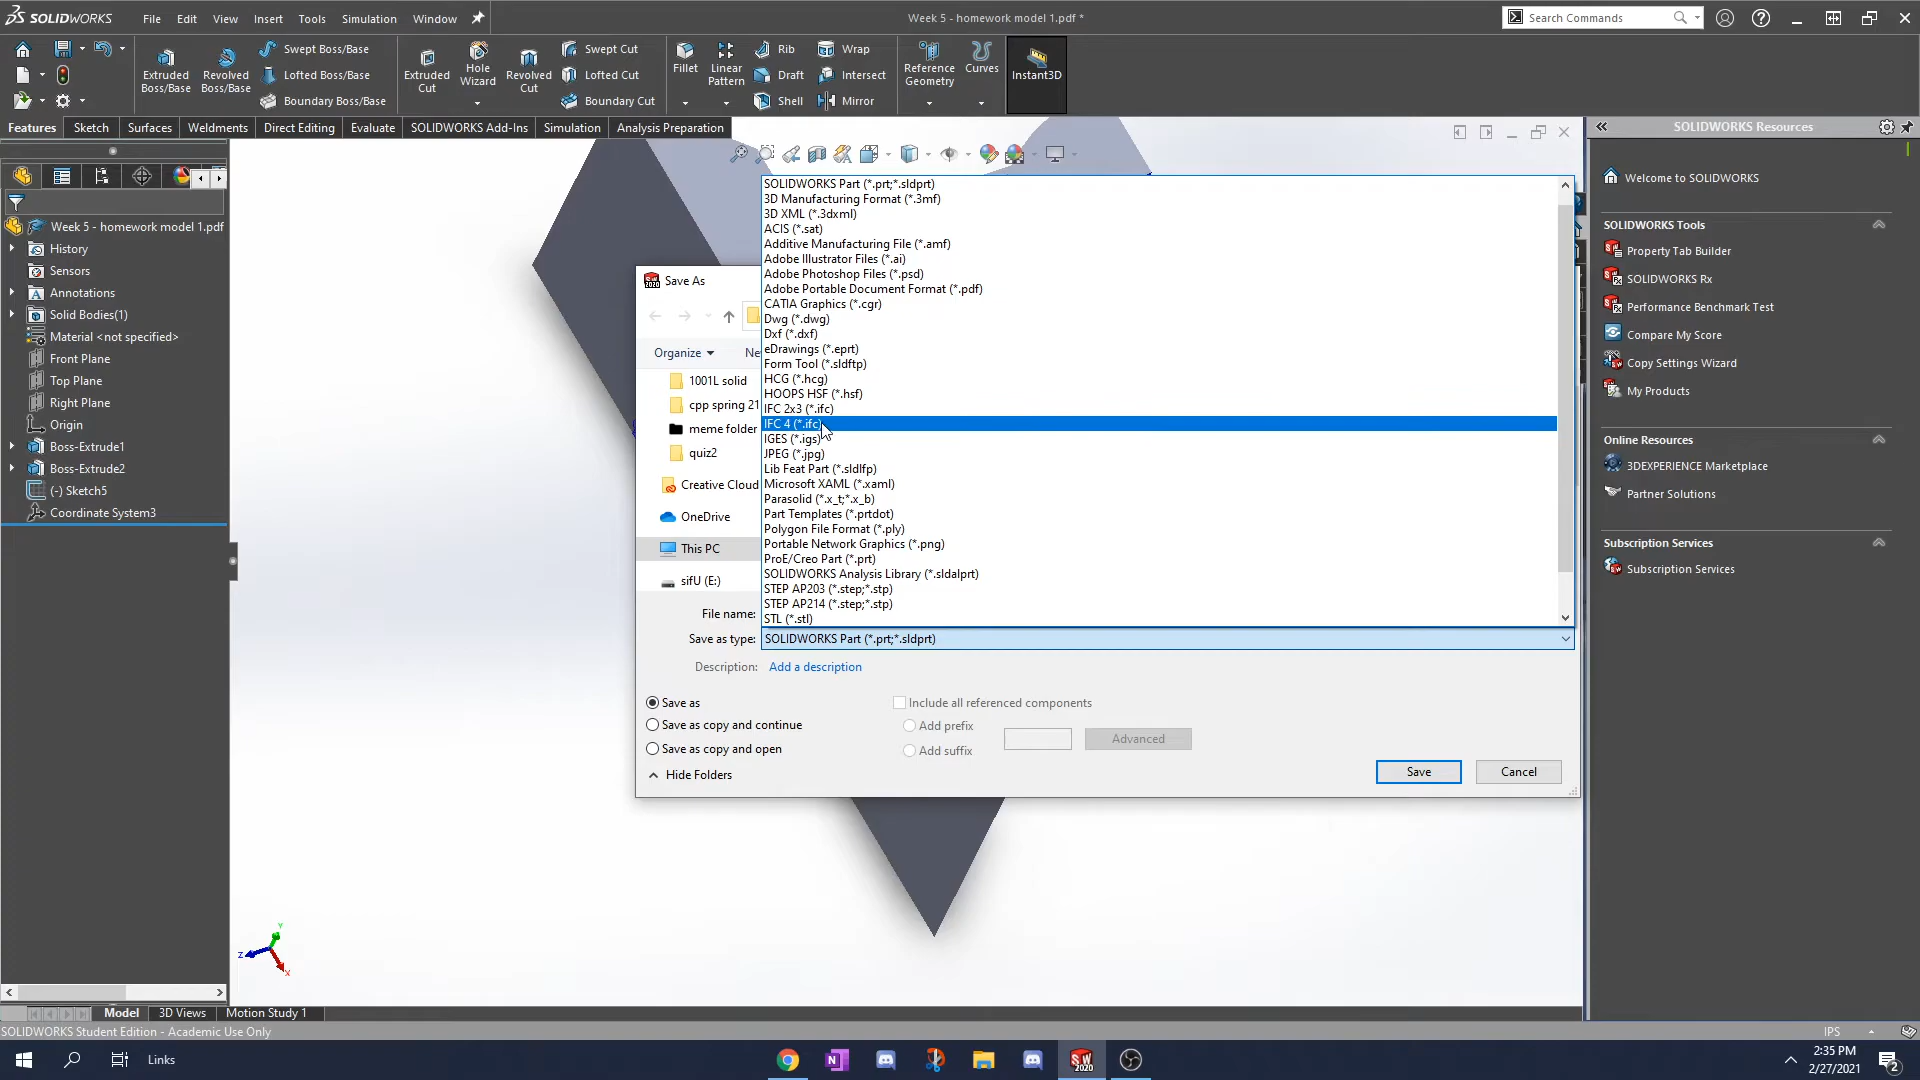 SOLIDWORKS
File
Edit
View
Insert
Tools
Simulation
Window
Week 5 - homework model 1.pdf *
Search Commands
Extruded Boss/Base
Revolved Boss/Base
Swept Boss/Base
Lofted Boss/Base
Boundary Boss/Base
Extruded Cut
Hole Wizard
Revolved Cut
Swept Cut
Lofted Cut
Boundary Cut
Fillet
Linear Pattern
Rib
Draft
Shell
Wrap
Intersect
Mirror
Reference Geometry
Curves
Instant3D
Features
Sketch
Surfaces
Weldments
Direct Editing
Evaluate
SOLIDWORKS Add-Ins
Simulation
Analysis Preparation
Week 5 - homework model 1.pdf
History
Sensors
Annotations
Solid Bodies(1)
Material <not specified>
Front Plane
Top Plane
Right Plane
Origin
Boss-Extrude1
Boss-Extrude2
(-) Sketch5
Coordinate System3
Save As
Organize
Ne
1001L solid
cpp spring 21
meme folder
quiz2
Creative Cloud
OneDrive
This PC
sifU (E:)
SOLIDWORKS Part (*.prt;*.sldprt)
3D Manufacturing Format (*.3mf)
3D XML (*.3dxml)
ACIS (*.sat)
Additive Manufacturing File (*.amf)
Adobe Illustrator Files (*.ai)
Adobe Photoshop Files (*.psd)
Adobe Portable Document Format (*.pdf)
CATIA Graphics (*.cgr)
Dwg (*.dwg)
Dxf (*.dxf)
eDrawings (*.eprt)
Form Tool (*.sldftp)
HCG (*.hcg)
HOOPS HSF (*.hsf)
IFC 2x3 (*.ifc)
IFC 4 (*.ifc)
IGES (*.igs)
JPEG (*.jpg)
Lib Feat Part (*.sldlfp)
Microsoft XAML (*.xaml)
Parasolid (*.x_t;*.x_b)
Part Templates (*.prtdot)
Polygon File Format (*.ply)
Portable Network Graphics (*.png)
ProE/Creo Part (*.prt)
SOLIDWORKS Analysis Library (*.sldalprt)
STEP AP203 (*.step;*.stp)
STEP AP214 (*.step;*.stp)
STL (*.stl)
File name:
Save as type: SOLIDWORKS Part (*.prt;*.sldprt)
Description: Add a description
Save as
Save as copy and continue
Save as copy and open
Include all referenced components
Add prefix
Add suffix
Advanced
Hide Folders
Save
Cancel
SOLIDWORKS Resources
Welcome to SOLIDWORKS
SOLIDWORKS Tools
Property Tab Builder
SOLIDWORKS Rx
Performance Benchmark Test
Compare My Score
Copy Settings Wizard
My Products
Online Resources
3DEXPERIENCE Marketplace
Partner Solutions
Subscription Services
Subscription Services
Y
Z
X
Model
3D Views
Motion Study 1
SOLIDWORKS Student Edition - Academic Use Only
IPS
Links
SW 2020
2:35 PM
2/27/2021
2